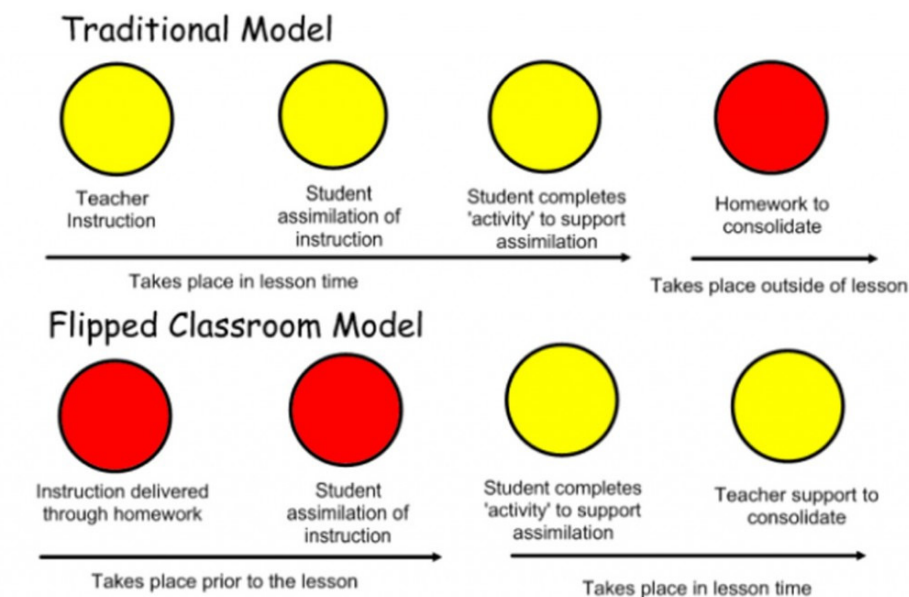 Traditional Model
Teacher
Instruction
Student
assimilation of
instruction
Student completes
'activity' to support
assimilation
Homework to
consolidate
Takes place in lesson time
Takes place outside of lesson
Flipped Classroom Model
Instruction delivered
through homework
Student
assimilation of
instruction
Student completes
'activity' to support
assimilation
Teacher support to
consolidate
Takes place prior to the lesson
Takes place in lesson time